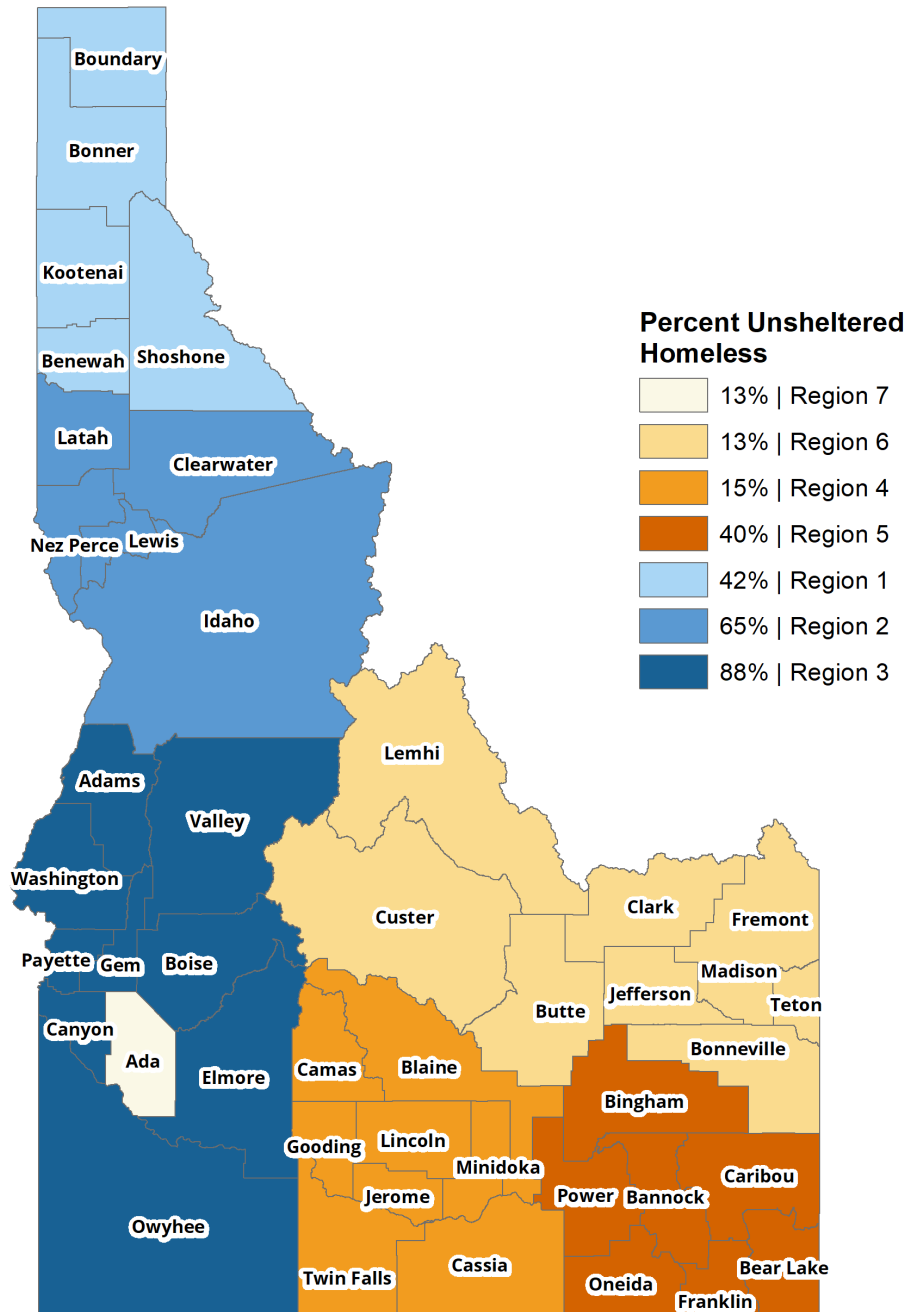 Boundary
Bonner
Kootenai
Benewah
Shoshone
Percent Unsheltered
Homeless
13% | Region 7
13% | Region 6
15% | Region 4
40% | Region 5
42% | Region 1
65% | Region 2
88% | Region 3
Latah
Clearwater
Nez Perce
Lewis
Idaho
Lemhi
Adams
Valley
Washington
Custer
Clark
Fremont
Payette
Gem
Boise
Madison
Jefferson
Teton
Butte
Canyon
Ada
Elmore
Camas
Blaine
Bonneville
Bingham
Gooding
Lincoln
Minidoka
Jerome
Power
Bannock
Caribou
Owyhee
Twin Falls
Cassia
Oneida
Bear Lake
Franklin